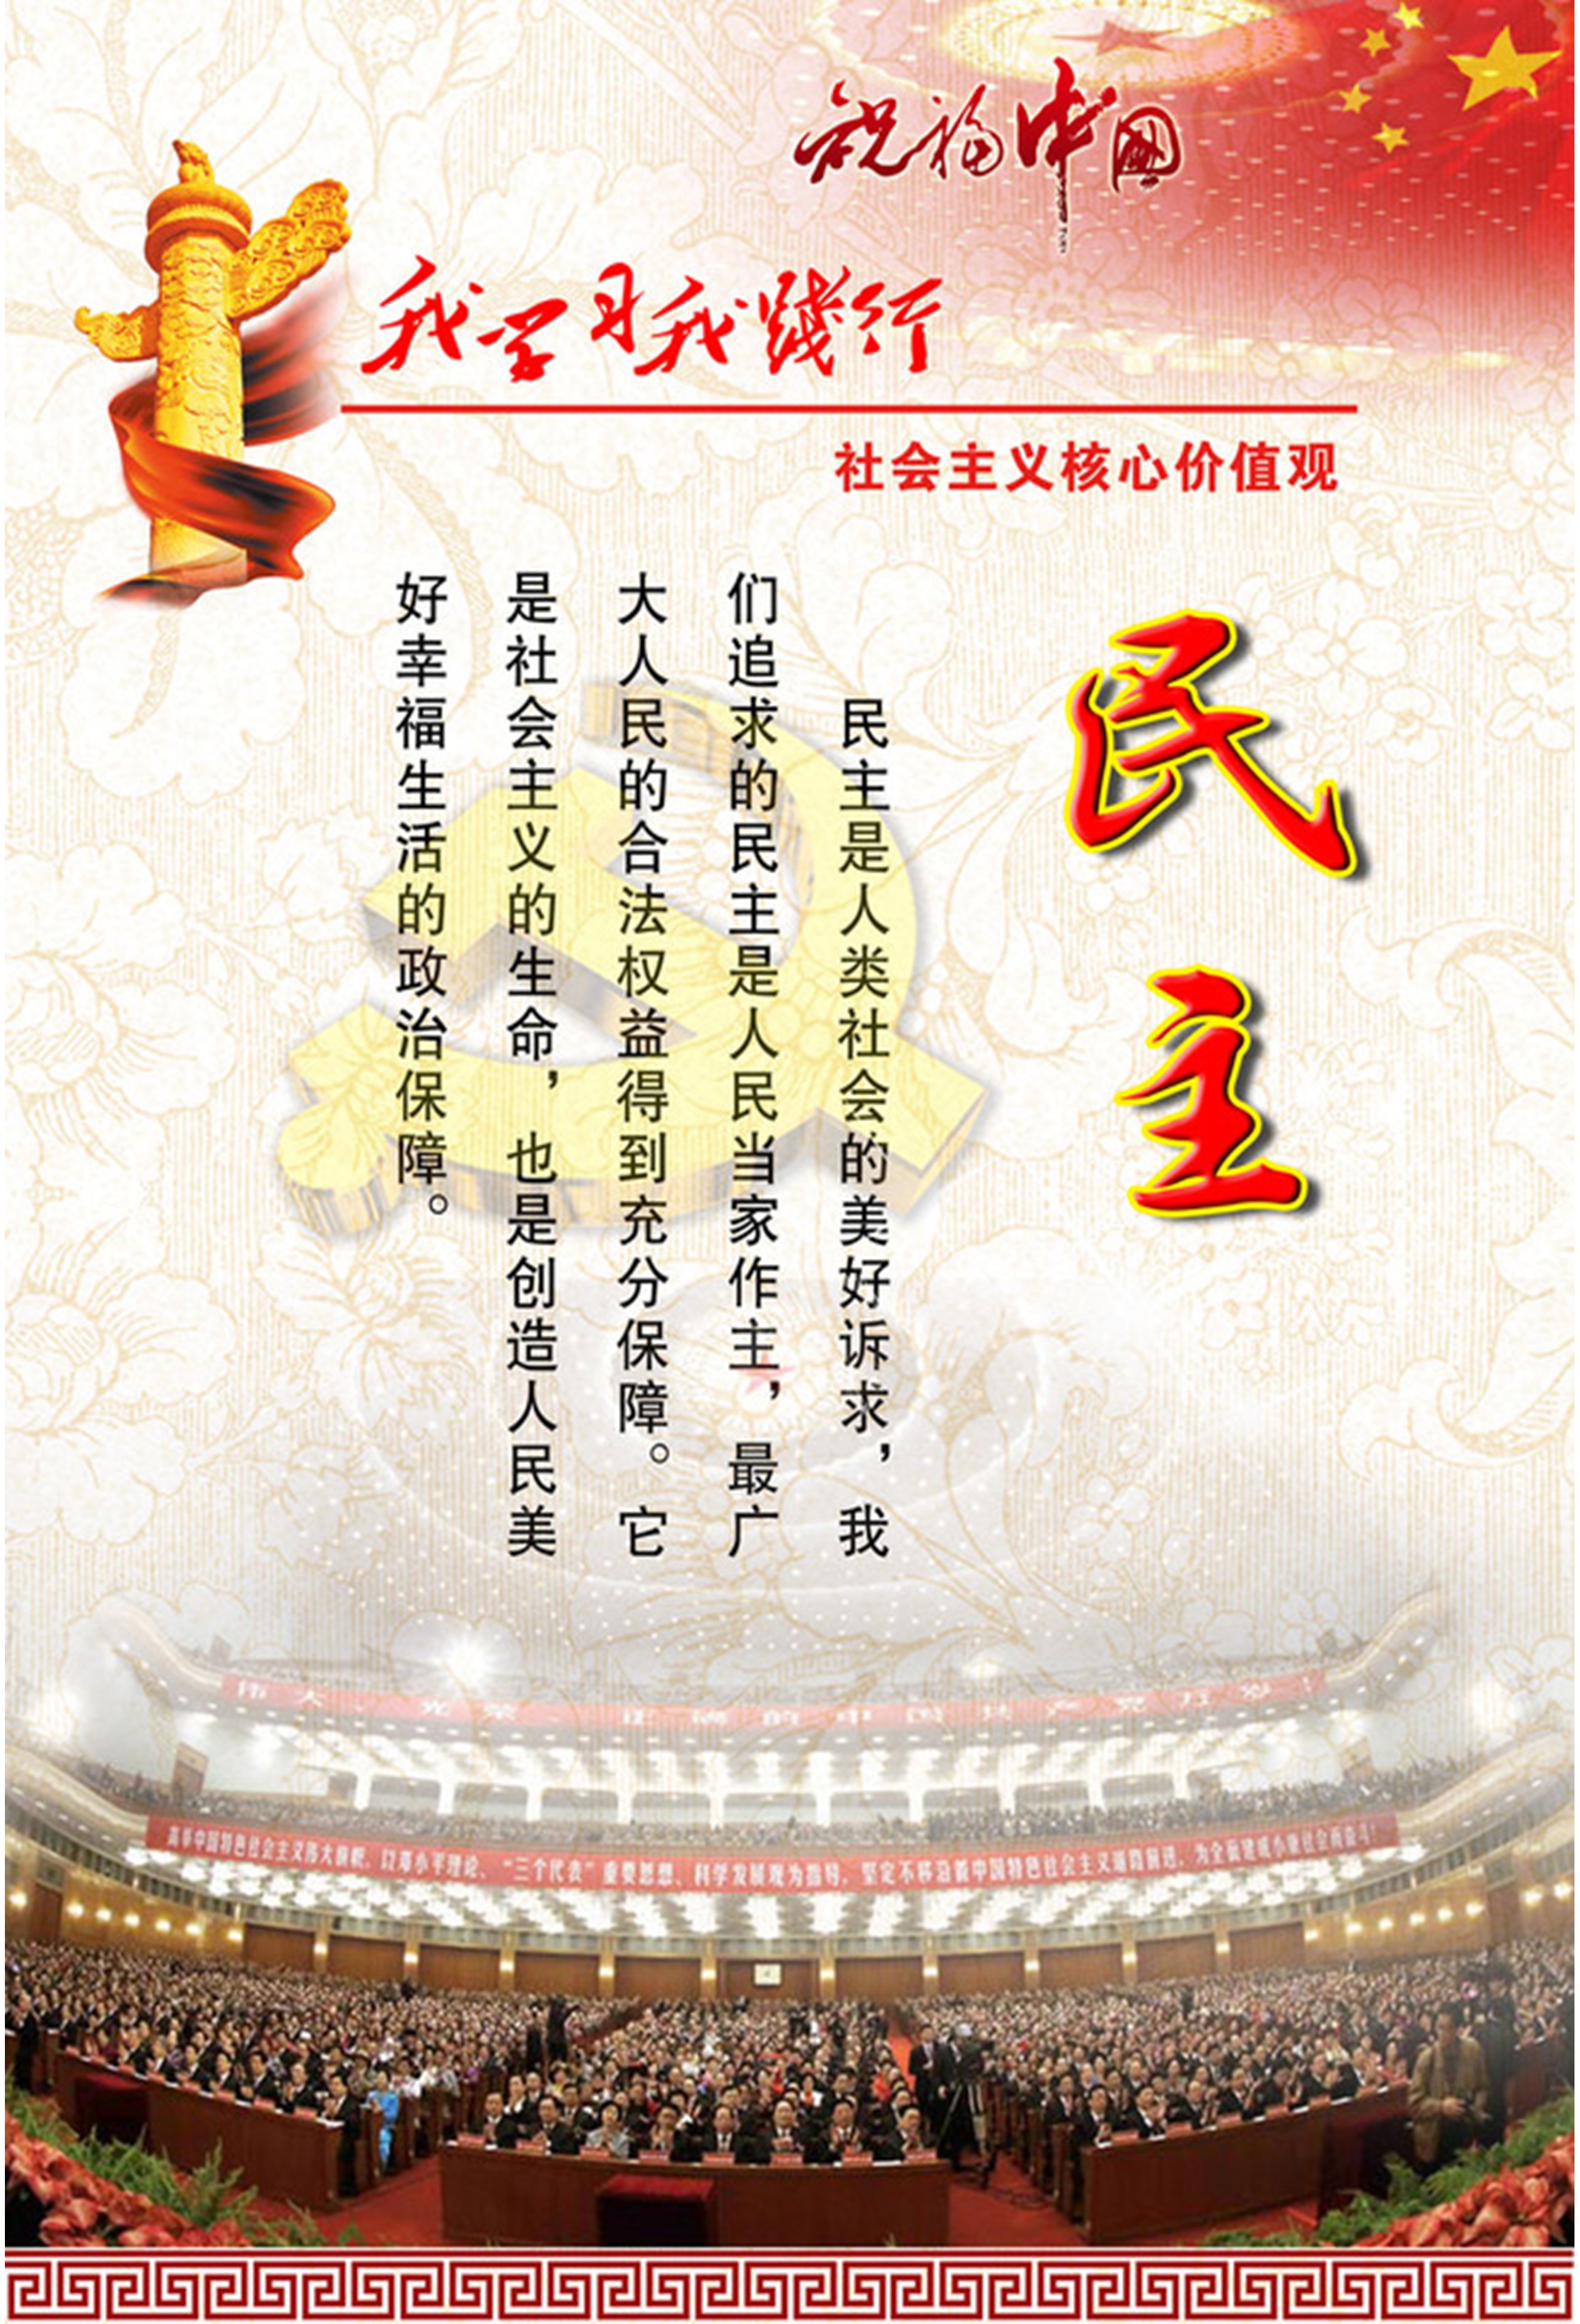 祝福中国
我学习我践行
社会主义核心价值观
民主
民主是人类社会的美好诉求，我
们追求的民主是人民当家作主，最广
大人民的合法权益得到充分保障。它
是社会主义的生命，也是创造人民美
好幸福生活的政治保障。
伟大、光荣、正确的中国共产党万岁！
高举中国特色社会主义伟大旗帜，以邓小平理论、“三个代表”重要思想、科学发展观为指导，坚定不移沿着中国特色社会主义道路前进，为全面建成小康社会而奋斗！